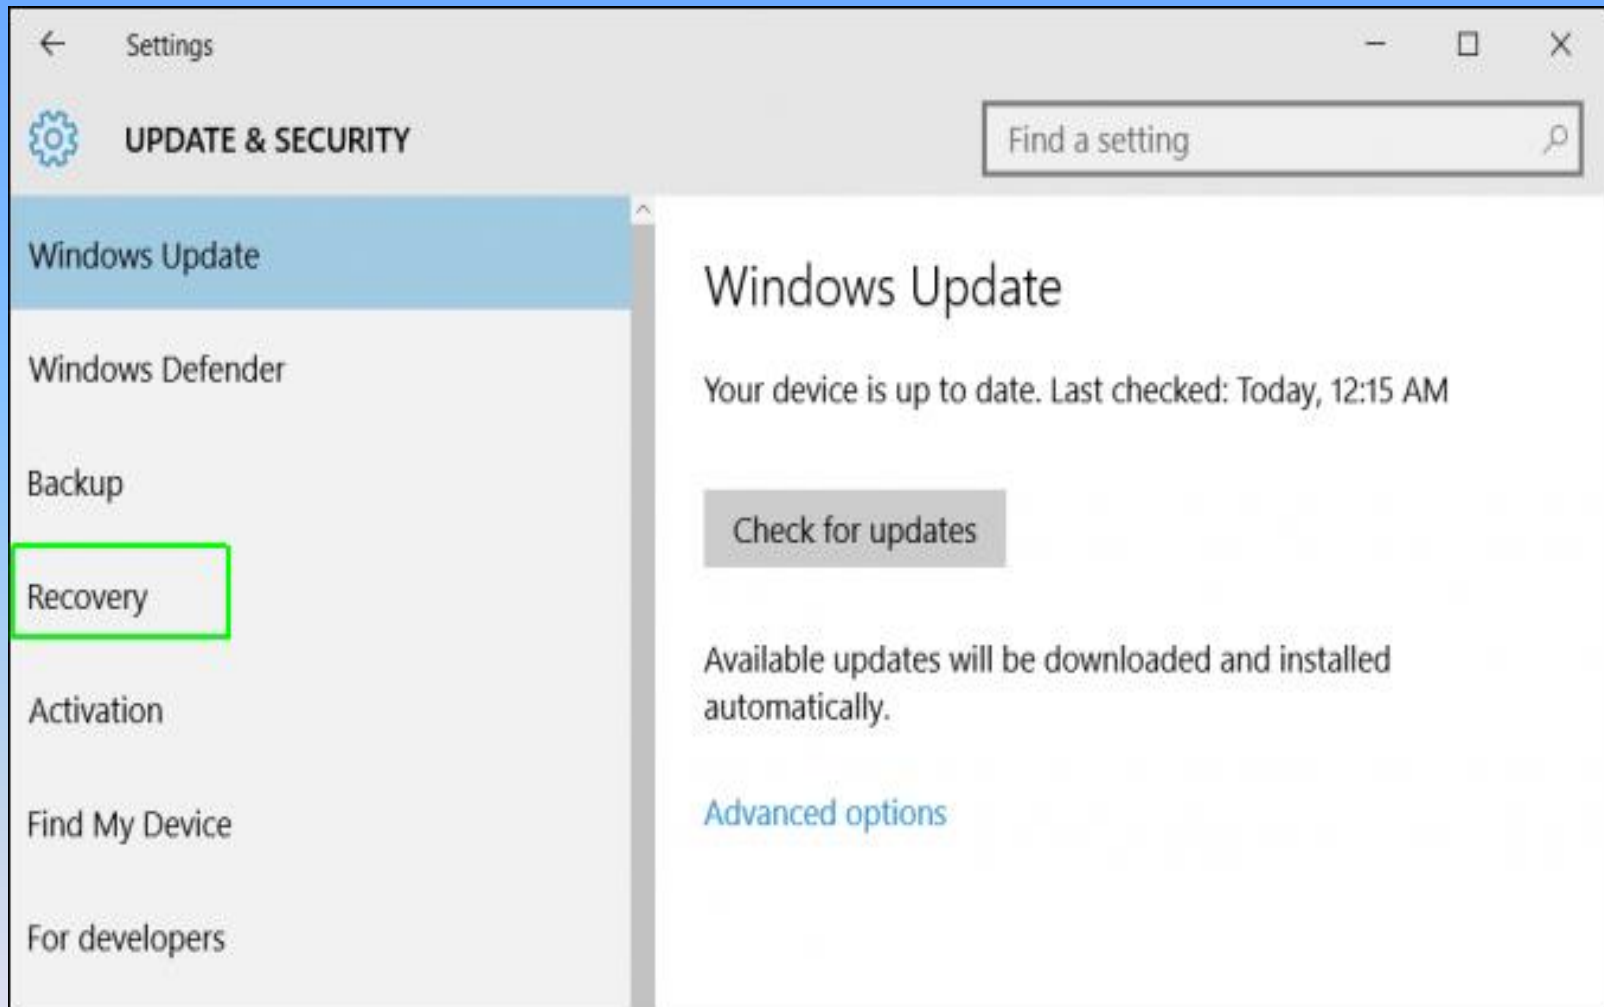 Settings
UPDATE & SECURITY
Find a setting
Windows Update
Windows Defender
Backup
Recovery
Activation
Find My Device
For developers
Windows Update
Your device is up to date. Last checked: Today, 12:15 AM
Check for updates
Available updates will be downloaded and installed
automatically.
Advanced options